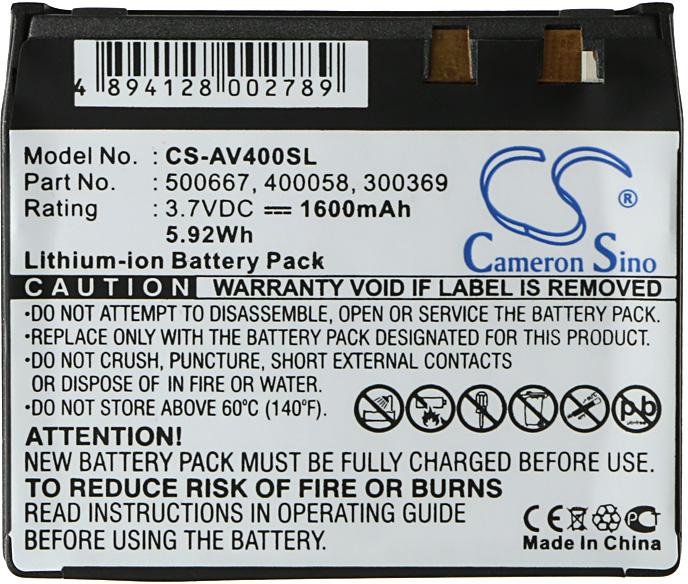 4 894128 002789
Model No. : CS-AV400SL
Part No. : 500667, 400058, 300369
Rating : 3.7VDC ⎓ 1600mAh
5.92Wh
Lithium-ion Battery Pack
Cameron Sino ®
CAUTION WARRANTY VOID IF LABEL IS REMOVED
•DO NOT ATTEMPT TO DISASSEMBLE, OPEN OR SERVICE THE BATTERY PACK.
•REPLACE ONLY WITH THE BATTERY PACK DESIGNATED FOR THIS PRODUCT.
•DO NOT CRUSH, PUNCTURE, SHORT EXTERNAL CONTACTS
OR DISPOSE OF IN FIRE OR WATER.
•DO NOT STORE ABOVE 60°C (140°F).
Pb
ATTENTION!
NEW BATTERY PACK MUST BE FULLY CHARGED BEFORE USE.
TO REDUCE RISK OF FIRE OR BURNS
READ INSTRUCTIONS IN OPERATING GUIDE
BEFORE USING BATTERY.
CE
Made In China